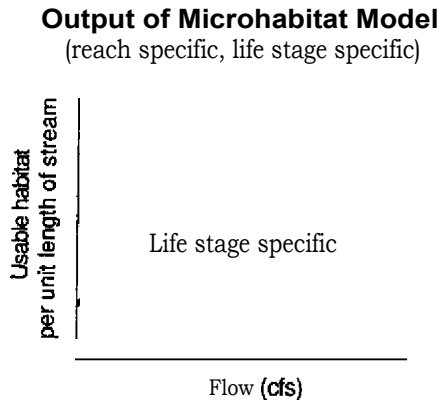 Output of Microhabitat Model
(reach specific, life stage specific)
Usable habitat
per unit length of stream
Life stage specific
Flow (cfs)